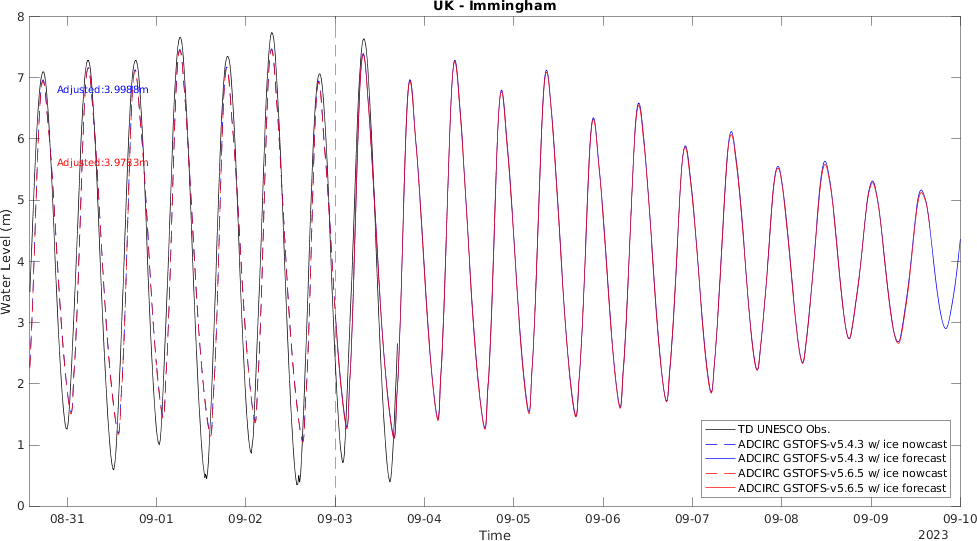 UK - Immingham
8
7
6
5
4
3
2
1
0
Water Level (m)
Adjusted:3.9988m
Adjusted:3.9733m
TD UNESCO Obs.
ADCIRC GSTOFS-v5.4.3 w/ ice nowcast
ADCIRC GSTOFS-v5.4.3 w/ ice forecast
ADCIRC GSTOFS-v5.6.5 w/ ice nowcast
ADCIRC GSTOFS-v5.6.5 w/ ice forecast
08-31 09-01 09-02 09-03 09-04 09-05 09-06 09-07 09-08 09-09 09-10
Time
2023